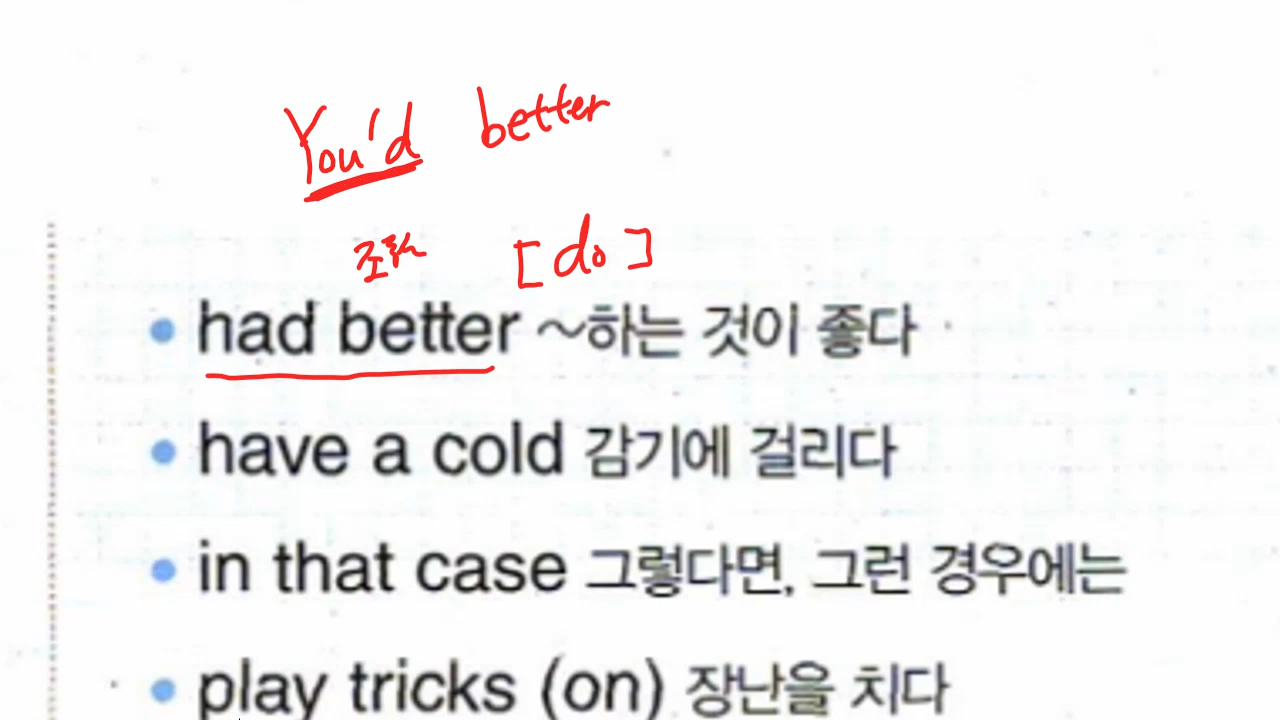 You'd better
[do]
had better ~하는 것이 좋다
have a cold 감기에 걸리다
in that case 그렇다면, 그런 경우에는
play tricks (on) 장난을 치다